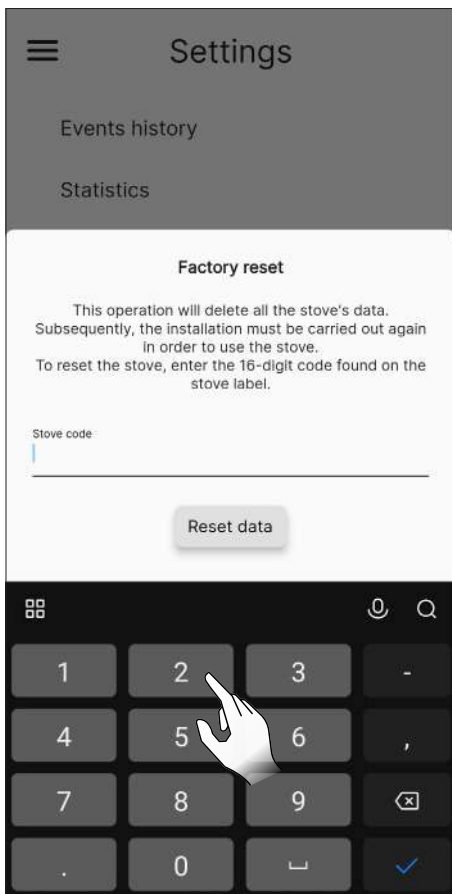 Settings
Events history
Statistics
Factory reset
This operation will delete all the stove's data.
Subsequently, the installation must be carried out again
in order to use the stove.
To reset the stove, enter the 16-digit code found on the
stove label.
Stove code
Reset data
1 2 3 -
4 5 6 ,
7 8 9
. 0